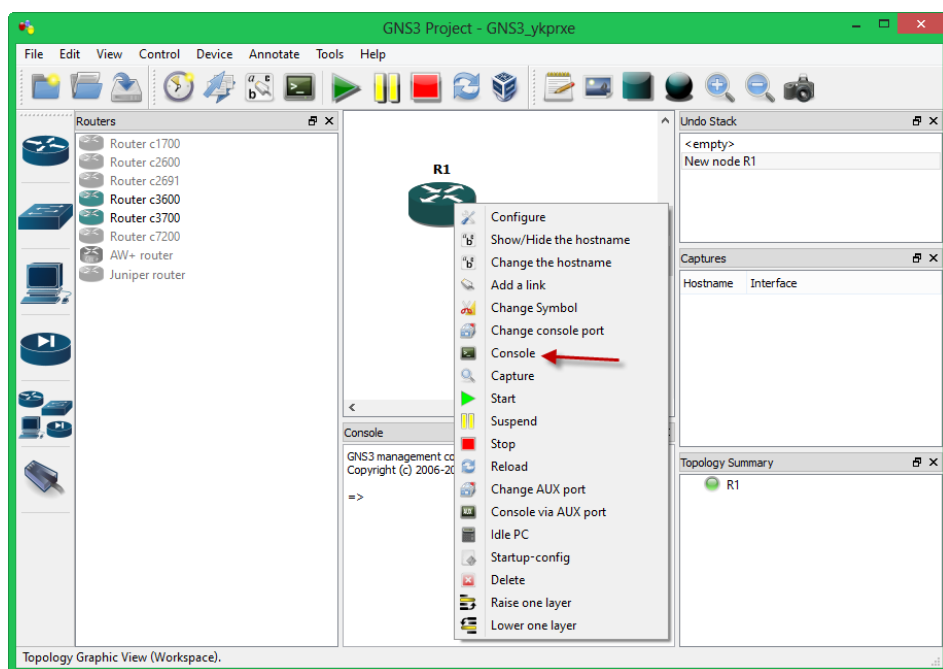 GNS3 Project - GNS3_ykprxe
File Edit View Control Device Annotate Tools Help
Routers
Router c1700
Router c2600
Router c2691
Router c3600
Router c3700
Router c7200
AW+ router
Juniper router
R1
Configure
Show/Hide the hostname
Change the hostname
Add a link
Change Symbol
Change console port
Console
Capture
Start
Suspend
Stop
Reload
Change AUX port
Console via AUX port
Idle PC
Startup-config
Delete
Raise one layer
Lower one layer
Console
GNS3 management
Copyright (c)
=>
Undo Stack
<empty>
New node R1
Captures
Hostname Interface
Topology Summary
R1
Topology Graphic View (Workspace).